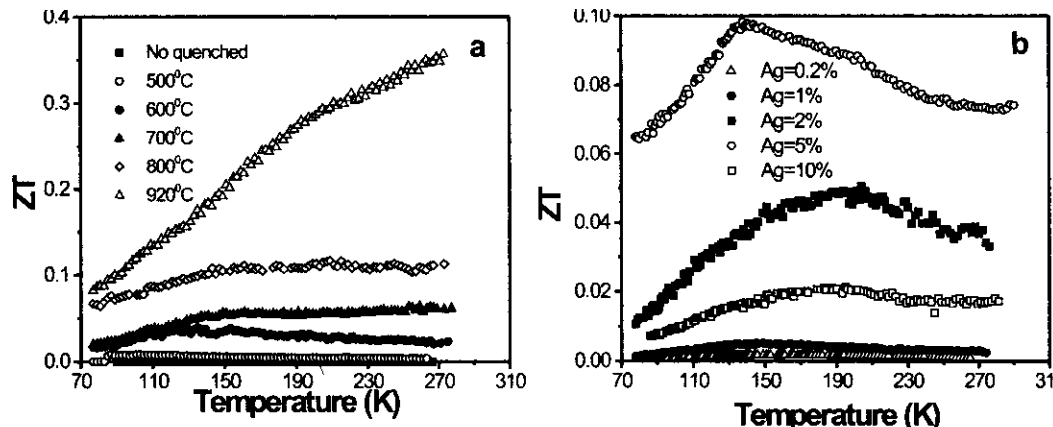 0.4
a
No quenched
500⁰C
600⁰C
700⁰C
800⁰C
920⁰C
0.3
0.2
0.1
0.0
ZT
70 110 150 190 230 270 310
Temperature (K)
0.10
b
Ag=0.2%
Ag=1%
Ag=2%
Ag=5%
Ag=10%
0.08
0.06
0.04
0.02
0.00
ZT
70 110 150 190 230 270 31
Temperature (K)